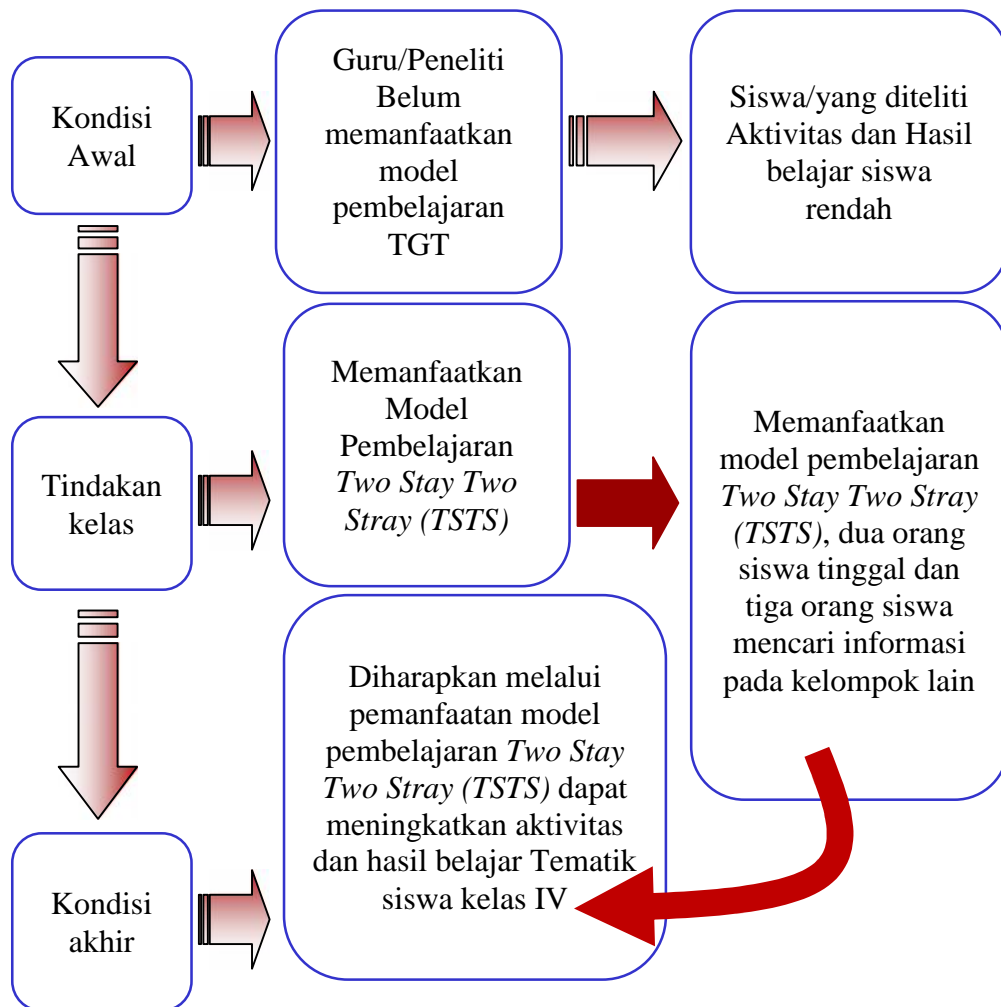 Kondisi
Awal
Guru/Peneliti
Belum
memanfaatkan
model
pembelajaran
TGT
Siswa/yang diteliti
Aktivitas dan Hasil
belajar siswa
rendah
Tindakan
kelas
Memanfaatkan
Model
Pembelajaran
Two Stay Two
Stray (TSTS)
Memanfaatkan
model pembelajaran
Two Stay Two Stray
(TSTS), dua orang
siswa tinggal dan
tiga orang siswa
mencari informasi
pada kelompok lain
Kondisi
akhir
Diharapkan melalui
pemanfaatan model
pembelajaran Two Stay
Two Stray (TSTS) dapat
meningkatkan aktivitas
dan hasil belajar Tematik
siswa kelas IV